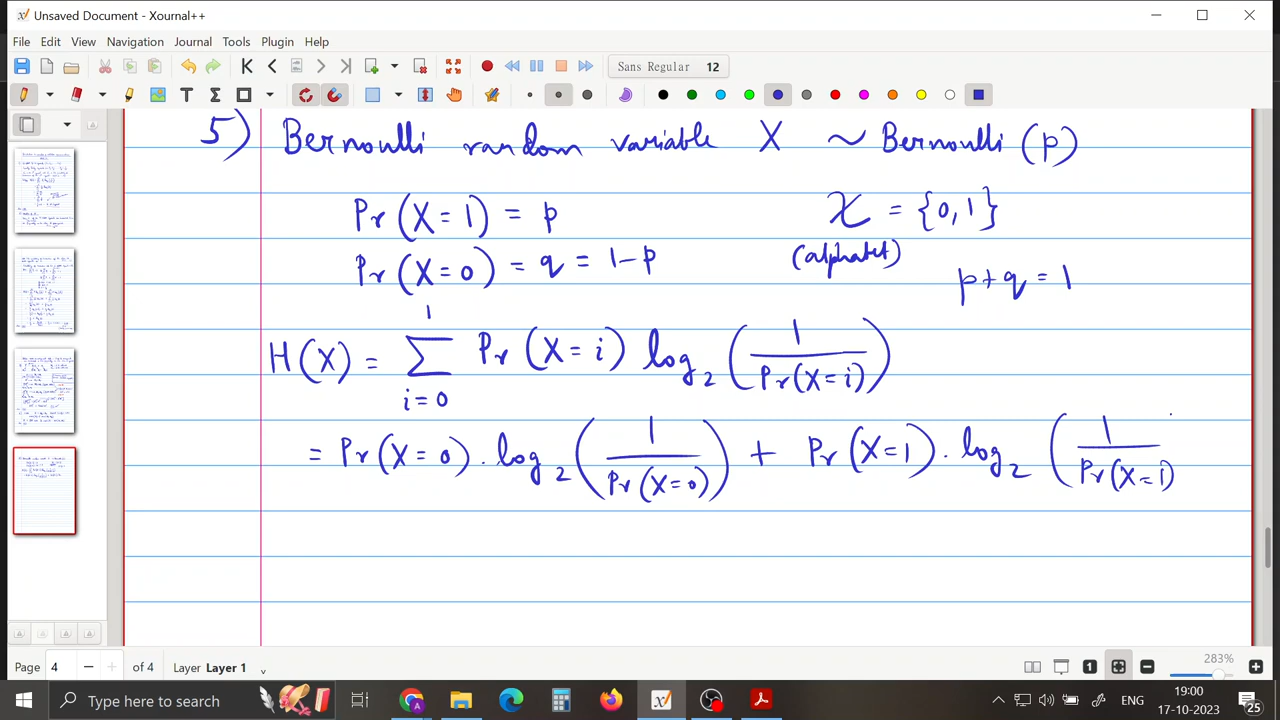 Unsaved Document - Xournal++
File Edit View Navigation Journal Tools Plugin Help
Sans Regular 12
5) Bernoulli random variable X ~ Bernoulli (p)
Pr(X=1) = p
𝒳 = {0,1}
Pr(X=0) = q = 1-p
(alphabet)
p+q = 1
H(X) = ∑_{i=0}^{1} Pr(X=i) log₂(1/Pr(X=i))
= Pr(X=0) . log₂(1/Pr(X=0)) + Pr(X=1) . log₂(1/Pr(X=1)
Page 4 of 4 Layer Layer 1
283%
Type here to search
ENG
19:00
17-10-2023
25